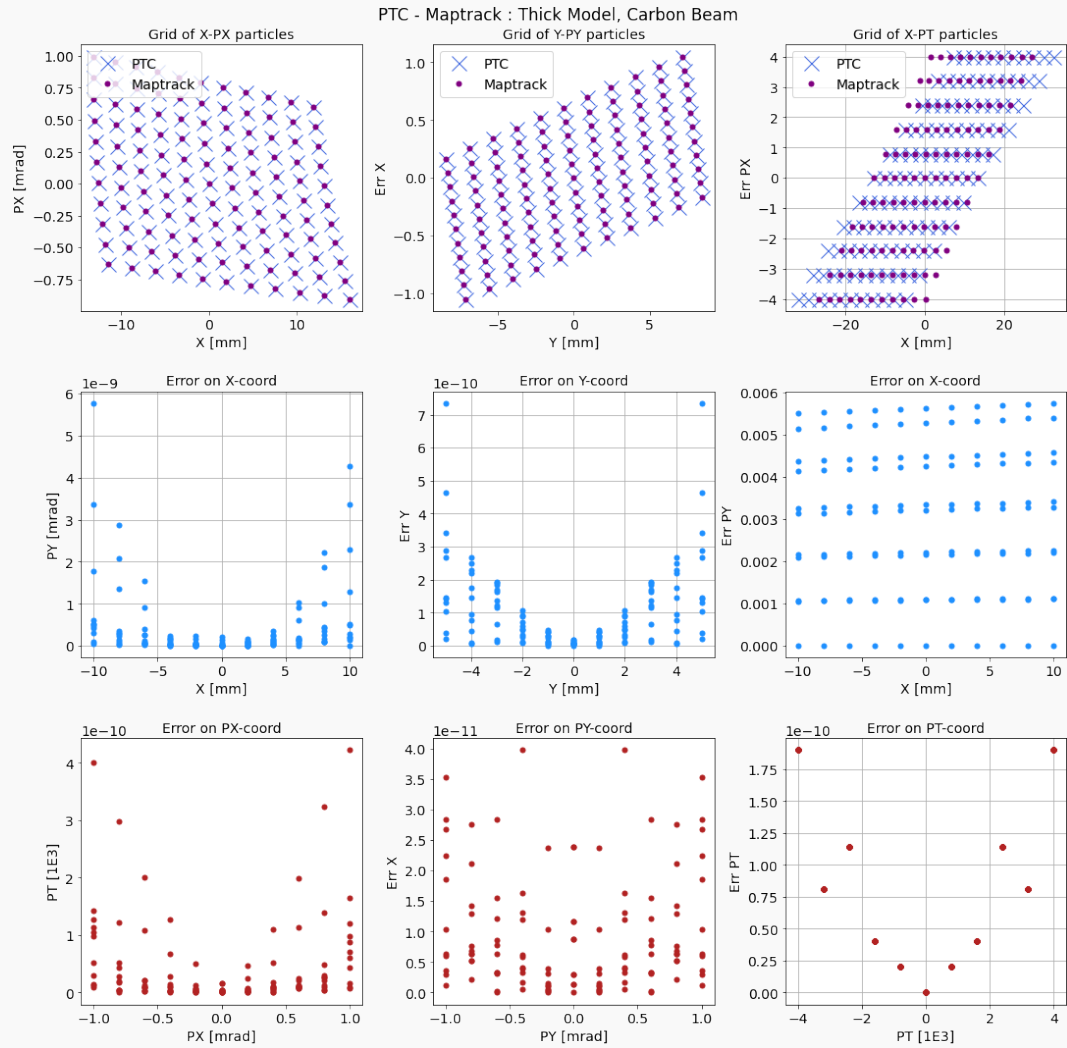 PTC - Maptrack : Thick Model, Carbon Beam
Grid of X-PX particles
PX [mrad]
1.00
0.75
0.50
0.25
0.00
−0.25
−0.50
−0.75
PTC
Maptrack
−10
0
10
X [mm]
Grid of Y-PY particles
Err X
1.0
0.5
0.0
−0.5
−1.0
PTC
Maptrack
−5
0
5
Y [mm]
Grid of X-PT particles
Err PX
4
3
2
1
0
−1
−2
−3
−4
PTC
Maptrack
−20
0
20
X [mm]
Error on X-coord
1e−9
PY [mrad]
6
5
4
3
2
1
0
−10
−5
0
5
10
X [mm]
Error on Y-coord
1e−10
Err Y
7
6
5
4
3
2
1
0
−4
−2
0
2
4
Y [mm]
Error on X-coord
Err PY
0.006
0.005
0.004
0.003
0.002
0.001
0.000
−10
−5
0
5
10
X [mm]
Error on PX-coord
1e−10
PT [1E3]
4
3
2
1
0
−1.0
−0.5
0.0
0.5
1.0
PX [mrad]
Error on PY-coord
1e−11
Err X
4.0
3.5
3.0
2.5
2.0
1.5
1.0
0.5
0.0
−1.0
−0.5
0.0
0.5
1.0
PY [mrad]
Error on PT-coord
1e−10
Err PT
1.75
1.50
1.25
1.00
0.75
0.50
0.25
0.00
−4
−2
0
2
4
PT [1E3]